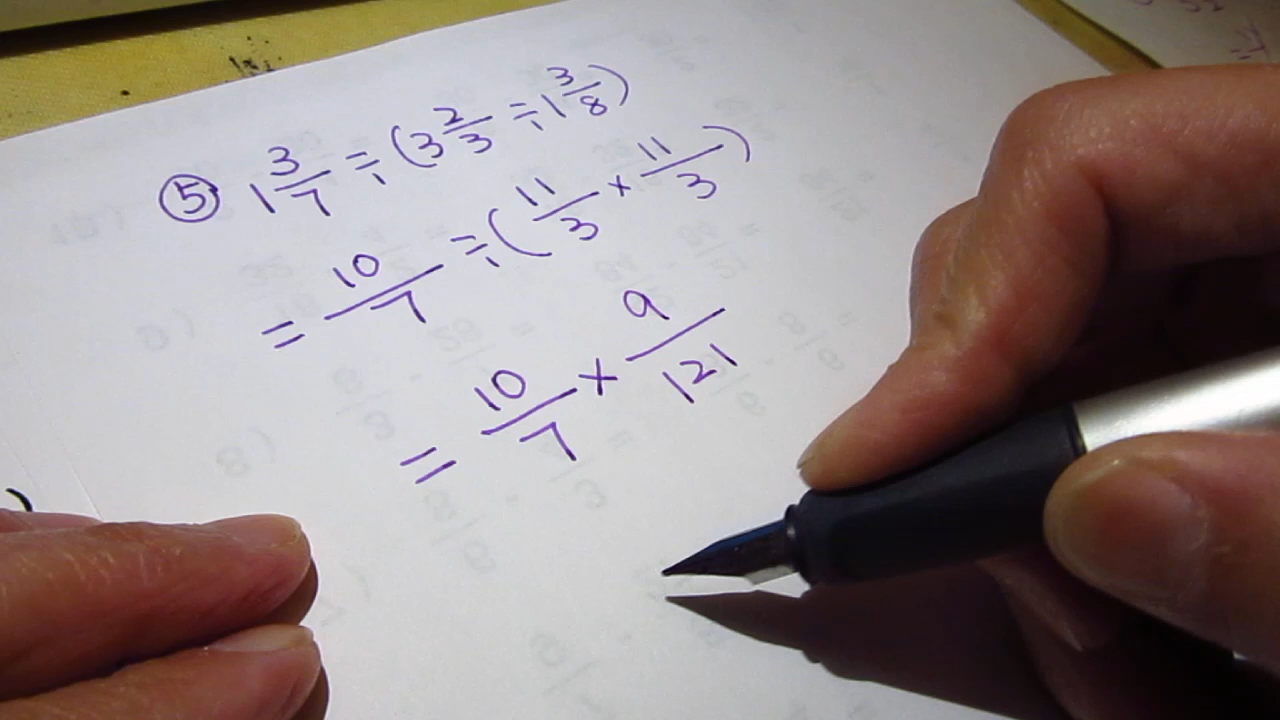 ⑤ 1 3/7 ÷ (3 2/3 ÷ 1 3/8)
= 10/7 ÷ (11/3 × 11/3)
= 10/7 × 9/121